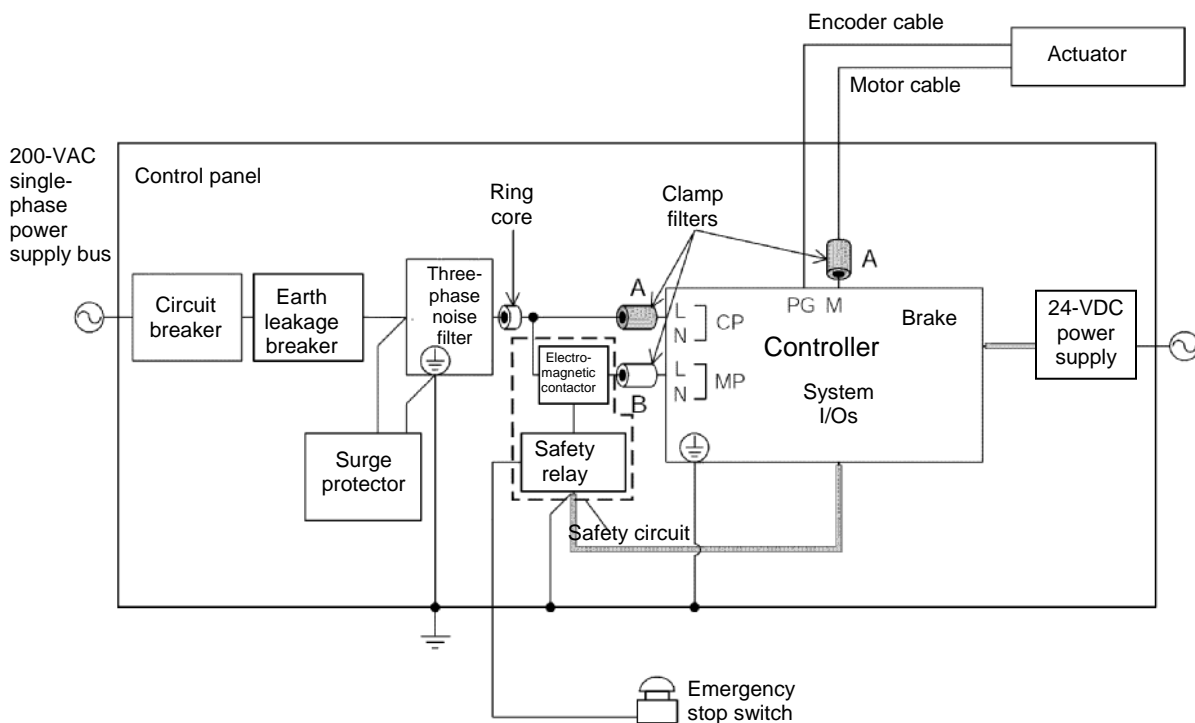 Encoder cable
Actuator
Motor cable
200-VAC
single-
phase
power
supply bus
Control panel
Ring
core
Clamp
filters
A
Circuit
breaker
Earth
leakage
breaker
Three-
phase
noise
filter
A
L
N
CP
PG M
Brake
24-VDC
power
supply
Controller
Electro-
magnetic
contactor
B
L
N
MP
System
I/Os
Surge
protector
Safety
relay
Safety circuit
Emergency
stop switch